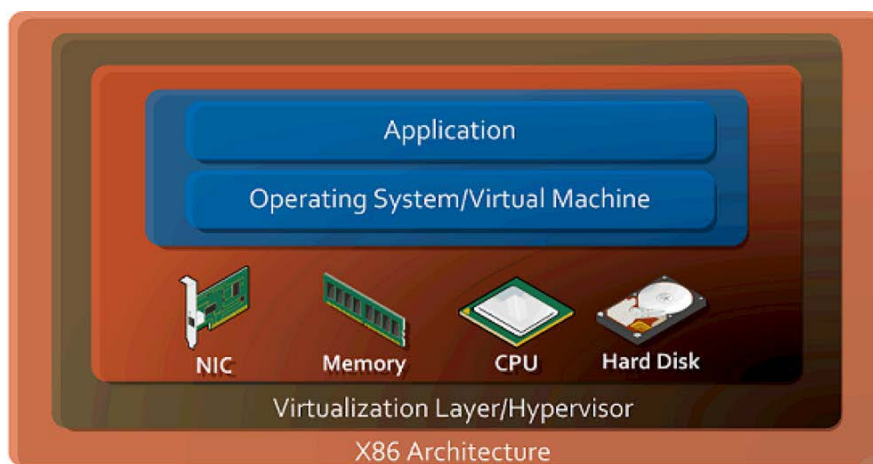 Application
Operating System/Virtual Machine
NIC
Memory
CPU
Hard Disk
Virtualization Layer/Hypervisor
X86 Architecture